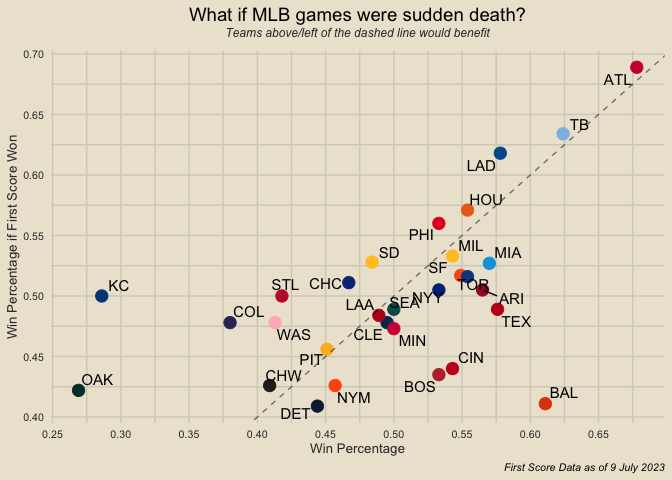 What if MLB games were sudden death?
Teams above/left of the dashed line would benefit
Win Percentage if First Score Won
0.70
0.65
0.60
0.55
0.50
0.45
0.40
ATL
TB
LAD
HOU
PHI
MIL
SD
MIA
SF
CHC
TOR
KC
STL
NYY
ARI
LAA
SEA
COL
TEX
WAS
CLE
MIN
PIT
CIN
CHW
OAK
BOS
NYM
BAL
DET
0.25
0.30
0.35
0.40
0.45
0.50
0.55
0.60
0.65
Win Percentage
First Score Data as of 9 July 2023